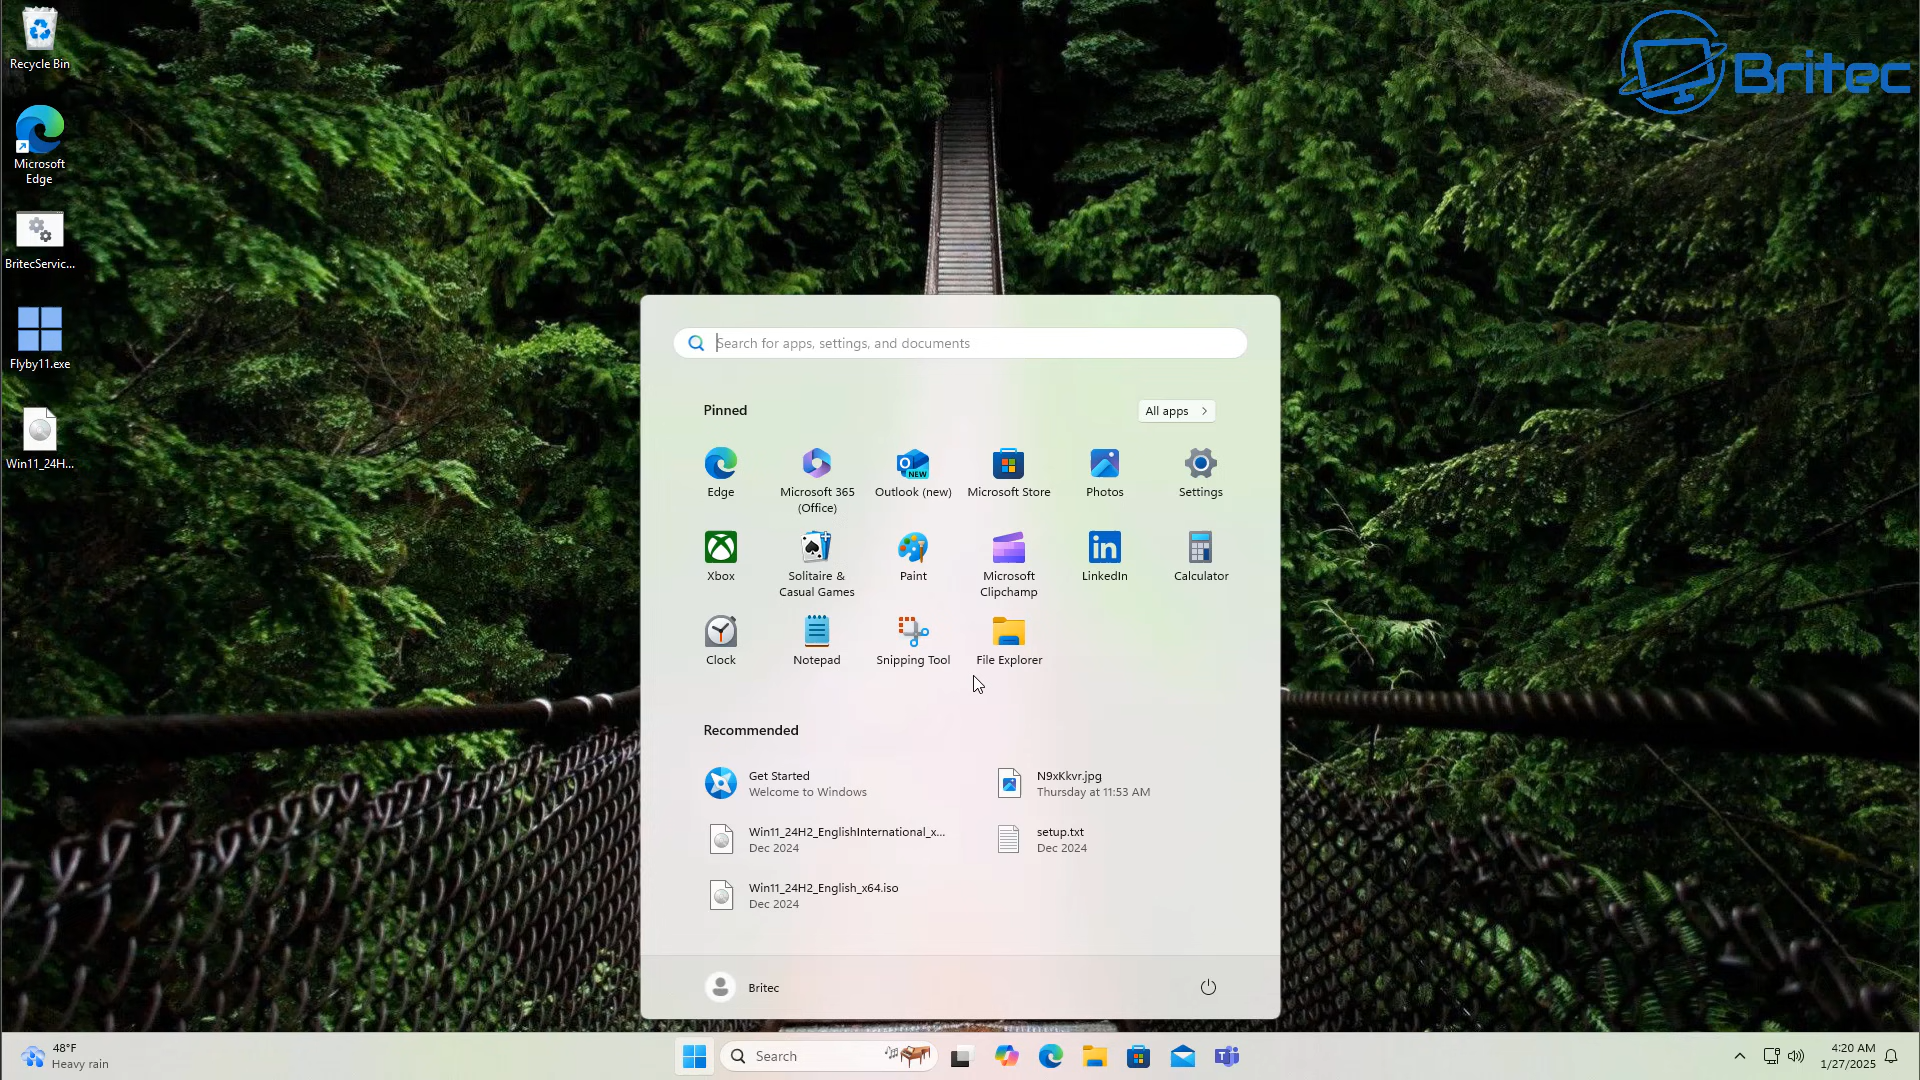 Recycle Bin
Microsoft
Edge
BritecServic...
Flyby11.exe
Win11_24H...
Britec
Search for apps, settings, and documents
Pinned
All apps
Edge
Microsoft 365
(Office)
Outlook (new)
NEW
Microsoft Store
Photos
Settings
Xbox
Solitaire &
Casual Games
Paint
Microsoft
Clipchamp
LinkedIn
Calculator
Clock
Notepad
Snipping Tool
File Explorer
Recommended
Get Started
Welcome to Windows
N9xKkvr.jpg
Thursday at 11:53 AM
Win11_24H2_EnglishInternational_x...
Dec 2024
setup.txt
Dec 2024
Win11_24H2_English_x64.iso
Dec 2024
Britec
48°F
Heavy rain
Search
4:20 AM
1/27/2025